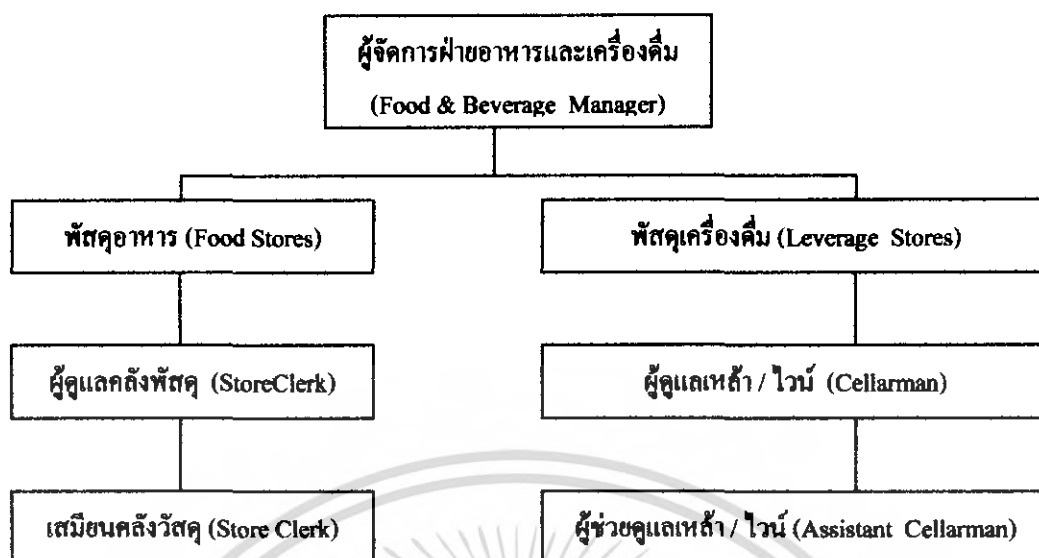 ผู้จัดการฝ่ายอาหารและเครื่องดื่ม
(Food & Beverage Manager)
พัสดุอาหาร (Food Stores)
พัสดุเครื่องดื่ม (Leverage Stores)
ผู้ดูแลคลังพัสดุ (StoreClerk)
ผู้ดูแลเหล้า / ไวน์ (Cellarman)
เสมียนคลังวัสดุ (Store Clerk)
ผู้ช่วยดูแลเหล้า / ไวน์ (Assistant Cellarman)